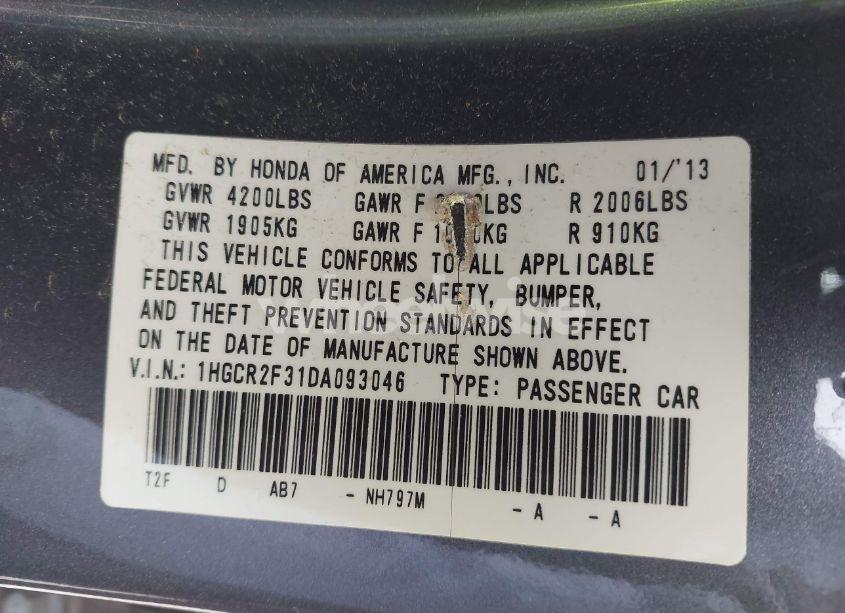 MFD. BY HONDA OF AMERICA MFG., INC. 01/'13
GVWR 4200LBS GAWR F LBS R 2006LBS
GVWR 1905KG GAWR F KG R 910KG
THIS VEHICLE CONFORMS TO ALL APPLICABLE
FEDERAL MOTOR VEHICLE SAFETY, BUMPER,
AND THEFT PREVENTION STANDARDS IN EFFECT
ON THE DATE OF MANUFACTURE SHOWN ABOVE.
V.I.N.: 1HGCR2F31DA093046 TYPE: PASSENGER CAR
T2F D AB7 - NH797M - A - A